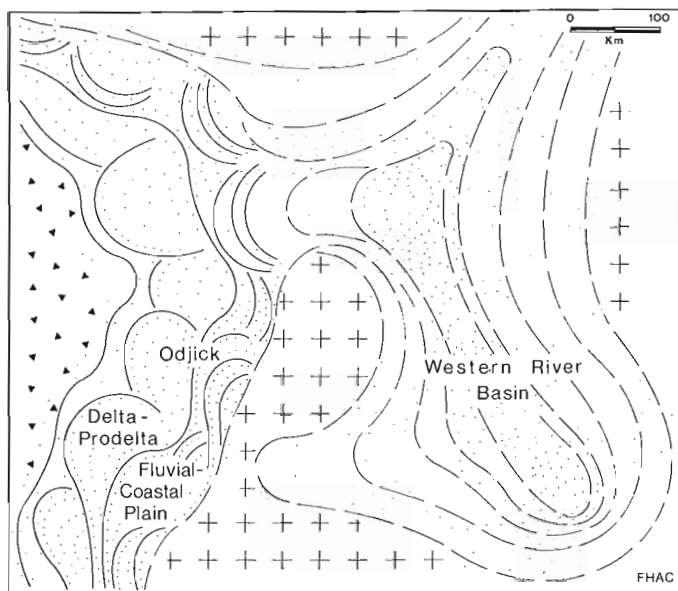 0 100
Km
Odjick
Western River
Basin
Delta-
Prodelta
Fluvial-
Coastal
Plain
FHAC